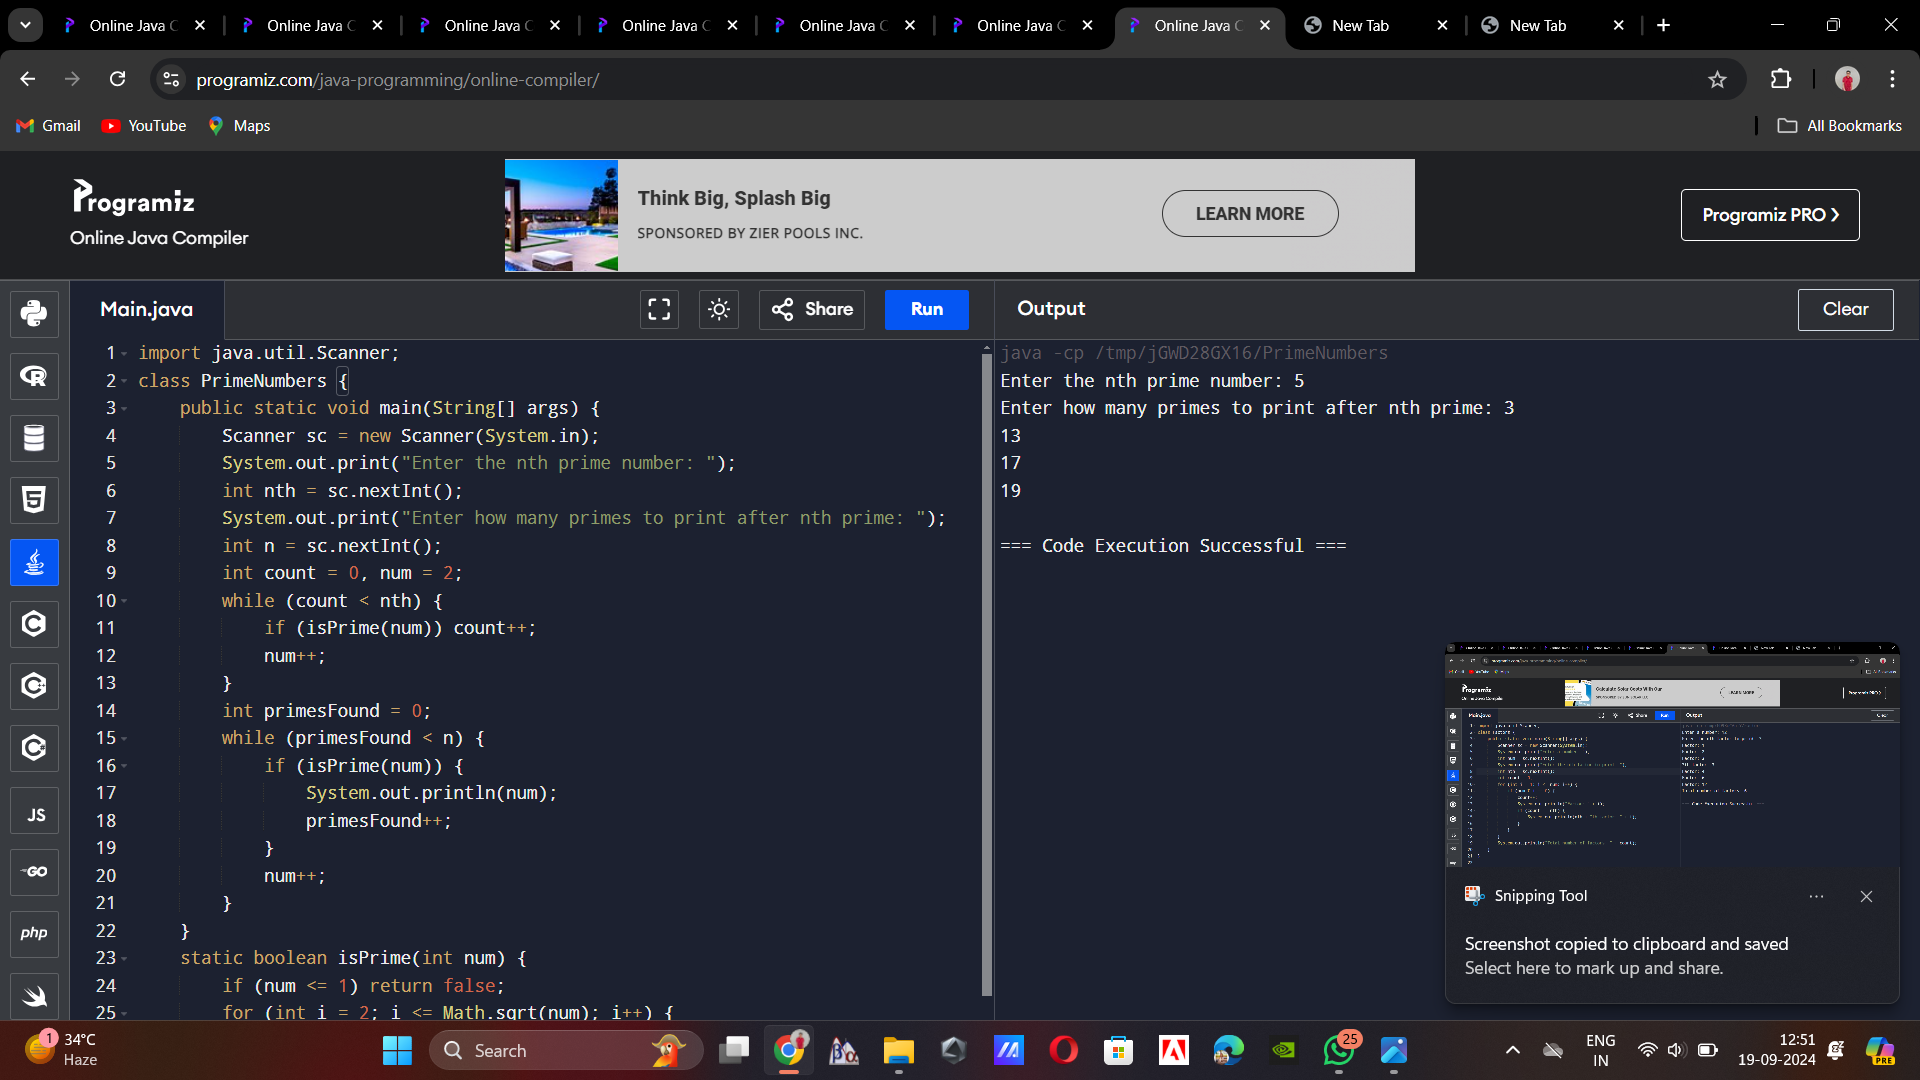 Online Java C
Online Java C
Online Java C
Online Java C
Online Java C
Online Java C
Online Java C
New Tab
New Tab
programiz.com/java-programming/online-compiler/
Gmail
YouTube
Maps
All Bookmarks
Programiz
Online Java Compiler
Think Big, Splash Big
SPONSORED BY ZIER POOLS INC.
LEARN MORE
Programiz PRO
Main.java
Share
Run
Output
Clear
1 import java.util.Scanner;
2 class PrimeNumbers {
3 public static void main(String[] args) {
4 Scanner sc = new Scanner(System.in);
5 System.out.print("Enter the nth prime number: ");
6 int nth = sc.nextInt();
7 System.out.print("Enter how many primes to print after nth prime: ");
8 int n = sc.nextInt();
9 int count = 0, num = 2;
10 while (count < nth) {
11 if (isPrime(num)) count++;
12 num++;
13 }
14 int primesFound = 0;
15 while (primesFound < n) {
16 if (isPrime(num)) {
17 System.out.println(num);
18 primesFound++;
19 }
20 num++;
21 }
22 }
23 static boolean isPrime(int num) {
24 if (num <= 1) return false;
25 for (int i = 2; i <= Math.sqrt(num); i++) {
java -cp /tmp/jGWD28GX16/PrimeNumbers
Enter the nth prime number: 5
Enter how many primes to print after nth prime: 3
13
17
19
=== Code Execution Successful ===
JS
GO
php
Snipping Tool
Screenshot copied to clipboard and saved
Select here to mark up and share.
1
34°C
Haze
Search
25
ENG
IN
12:51
19-09-2024
PRE